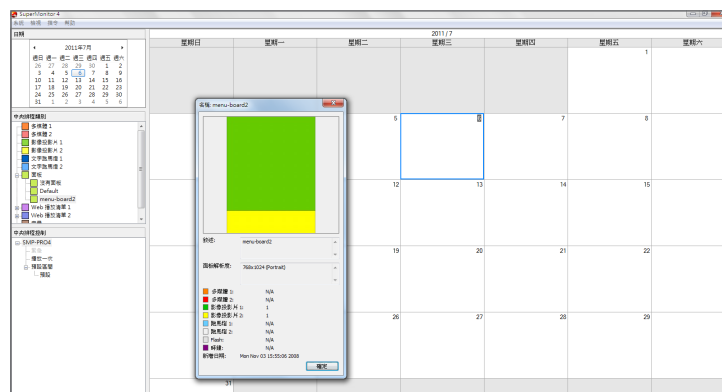 SuperMonitor 4
系統 檢視 指令 幫助
日期
2011年7月
週日 週一 週二 週三 週四 週五 週六
26 27 28 29 30 1 2
3 4 5 6 7 8 9
10 11 12 13 14 15 16
17 18 19 20 21 22 23
24 25 26 27 28 29 30
31 1 2 3 4 5 6
中央排程類別
多媒體 1
多媒體 2
影像投影片 1
影像投影片 2
文字跑馬燈 1
文字跑馬燈 2
面板
沒有面板
Default
menu-board2
Web 播放清單 1
Web 播放清單 2
中央排程控制
SMP-PRO4
播放一次
預設區間
預設
2011/7
星期日 星期一 星期二 星期三 星期四 星期五 星期六
1
5 7 8
12 13 14 15
19 20 21 22
26 27 28 29
31
名稱: menu-board2
敘述: menu-board2
面板解析度: 768x1024 (Portrait)
多媒體 1: N/A
多媒體 2: N/A
影像投影片 1: 1
影像投影片 2: 1
跑馬燈 1: N/A
跑馬燈 2: N/A
Flash: N/A
時鐘: N/A
新增日期: Mon Nov 03 15:55:06 2008
確定